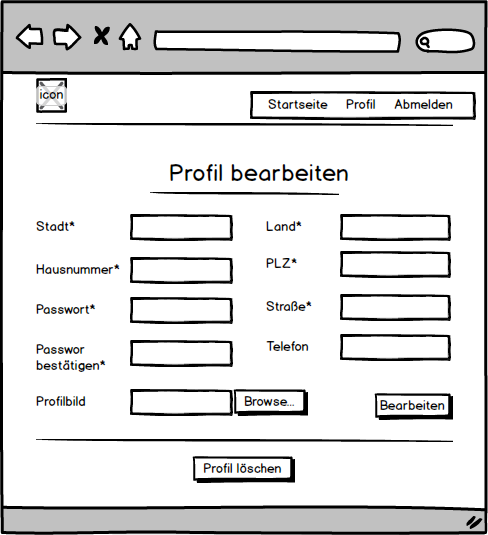 icon
Startseite Profil Abmelden
Profil bearbeiten
Stadt* Land*
Hausnummer* PLZ*
Passwort* Straße*
Passwor Telefon
bestätigen*
Profilbild Browse... Bearbeiten
Profil löschen